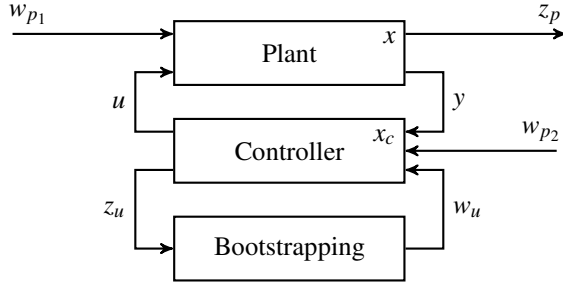 w_{p_1} z_p
x
Plant
u y
x_c w_{p_2}
Controller
z_u w_u
Bootstrapping